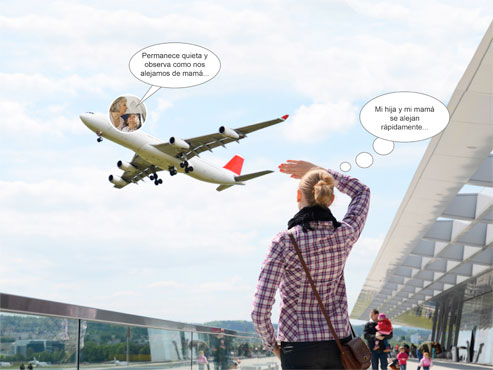 Permanece quieta y
observa como nos
alejamos de mamá...
Mi hija y mi mamá
se alejan
rápidamente...